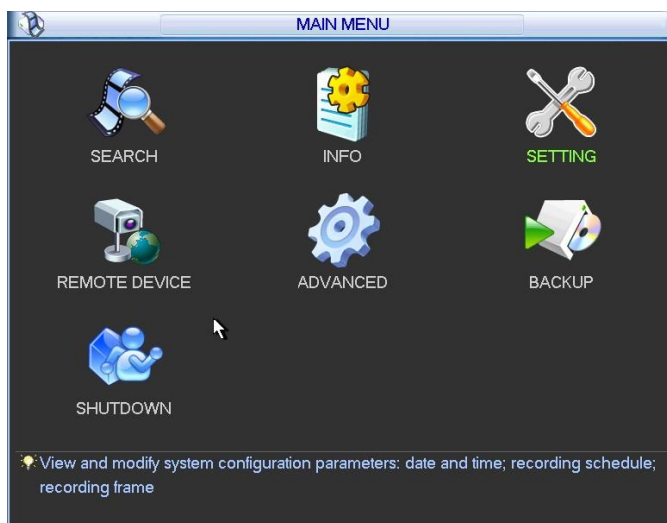 MAIN MENU
SEARCH
INFO
SETTING
REMOTE DEVICE
ADVANCED
BACKUP
SHUTDOWN
View and modify system configuration parameters: date and time; recording schedule;
recording frame